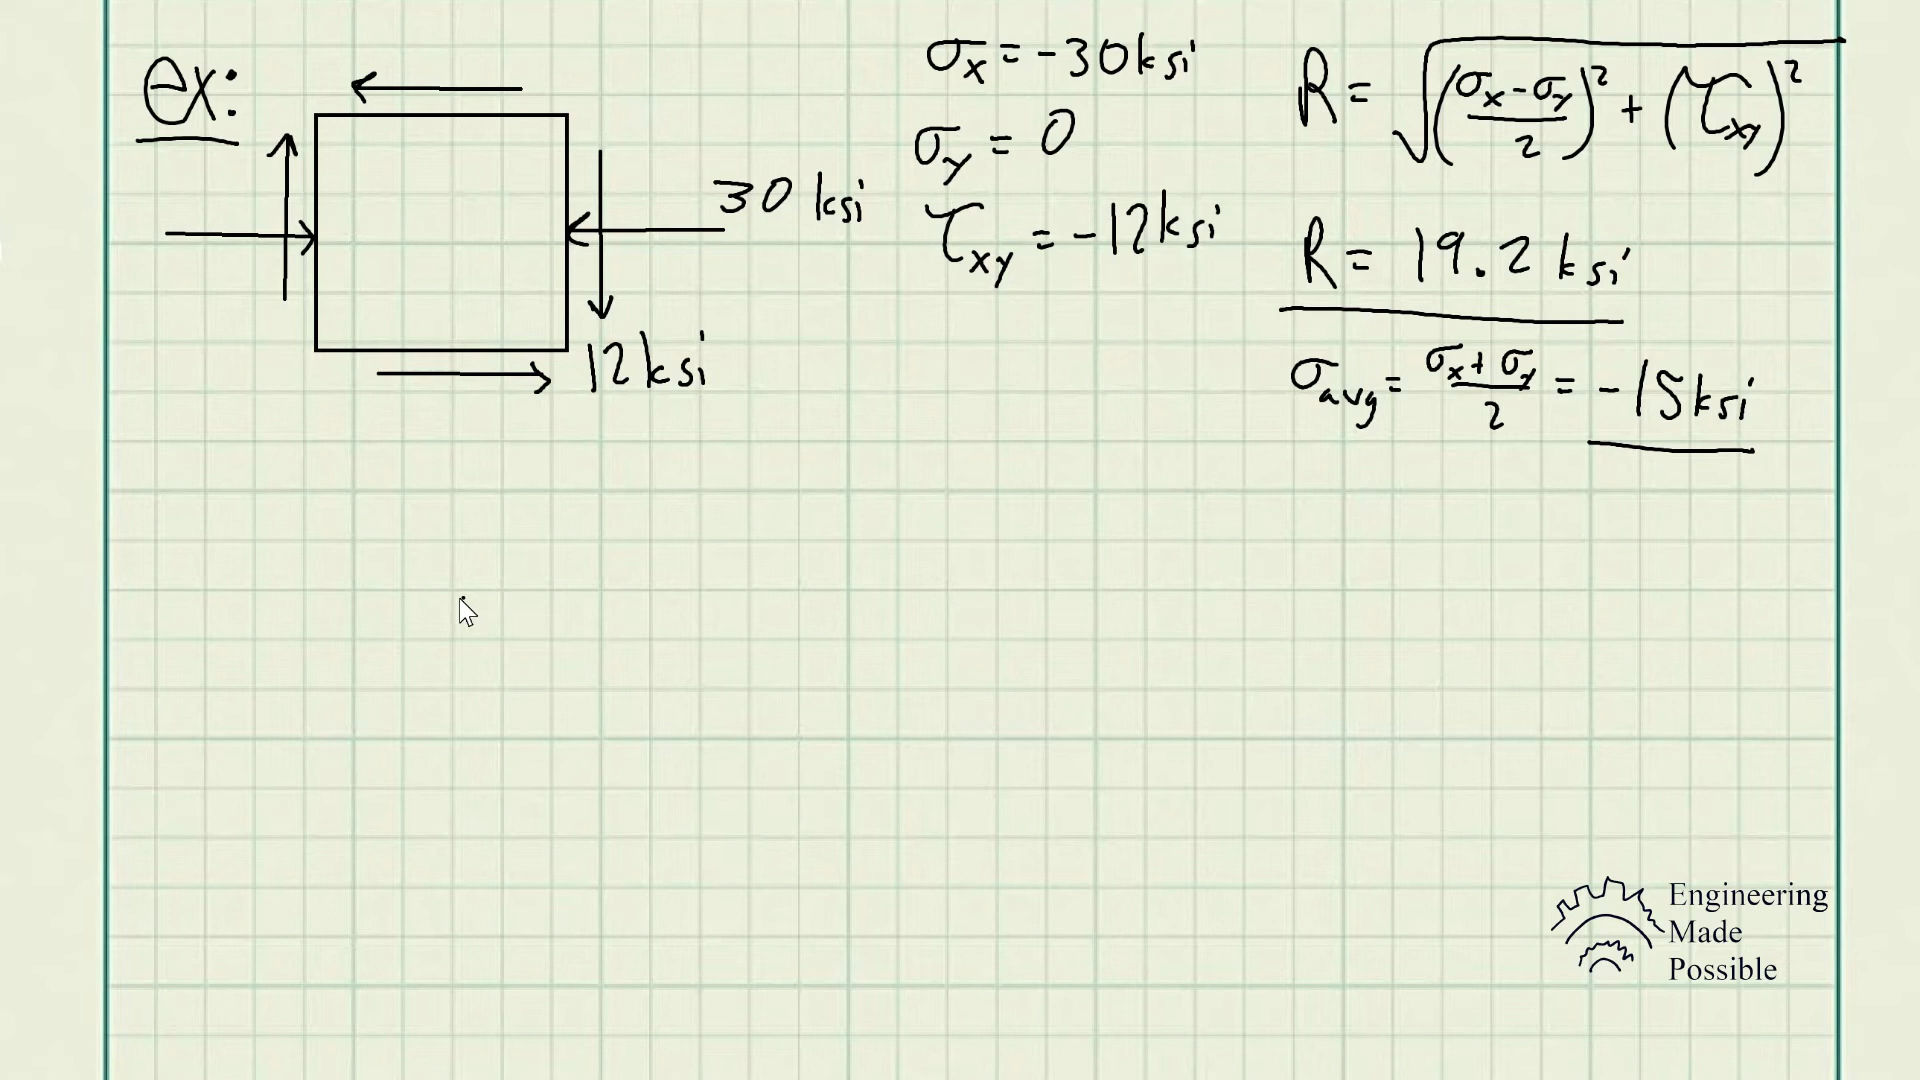 ex:
30 ksi
12 ksi
σx = -30 ksi
σy = 0
τxy = -12 ksi
R = √((σx - σy)/2)² + (τxy)²
R = 19.2 ksi
σavg = (σx + σy)/2 = -15 ksi
Engineering
Made
Possible